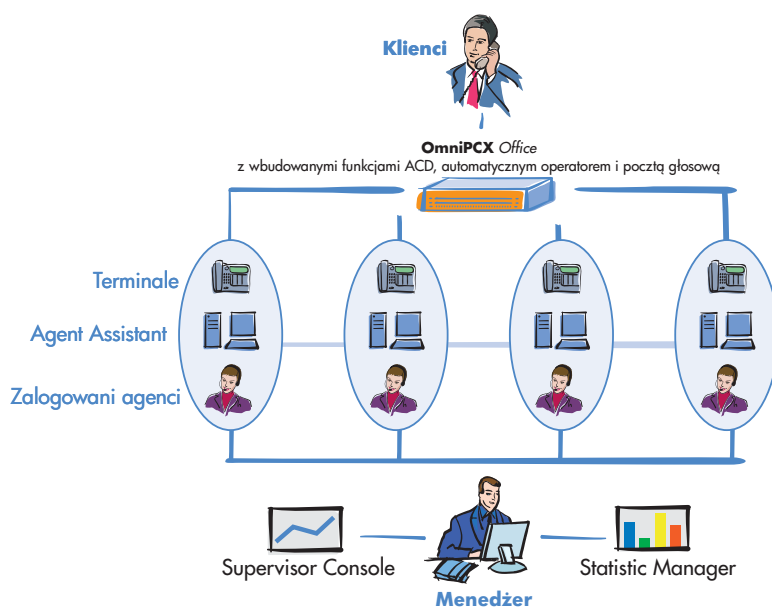 Klienci
OmniPCX Office
z wbudowanymi funkcjami ACD, automatycznym operatorem i pocztą głosową
Terminale
Agent Assistant
Zalogowani agenci
Supervisor Console
Statistic Manager
Menedżer